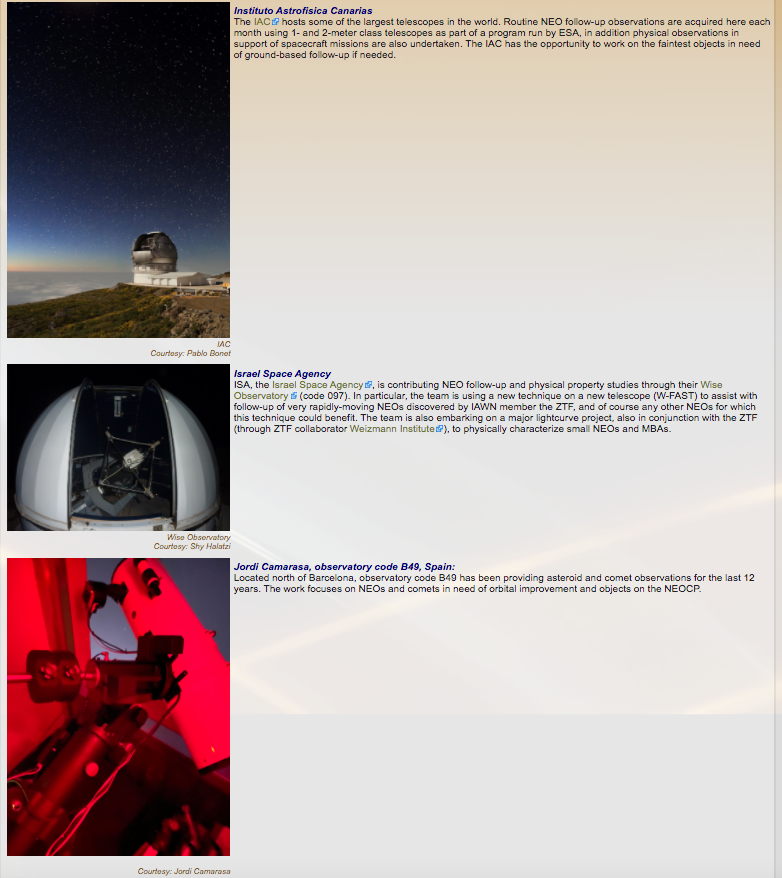 Instituto Astrofisica Canarias
The IAC hosts some of the largest telescopes in the world. Routine NEO follow-up observations are acquired here each
month using 1- and 2-meter class telescopes as part of a program run by ESA, in addition physical observations in
support of spacecraft missions are also undertaken. The IAC has the opportunity to work on the faintest objects in need
of ground-based follow-up if needed.
IAC
Courtesy: Pablo Bonet
Israel Space Agency
ISA, the Israel Space Agency, is contributing NEO follow-up and physical property studies through their Wise
Observatory (code 097). In particular, the team is using a new technique on a new telescope (W-FAST) to assist with
follow-up of very rapidly-moving NEOs discovered by IAWN member the ZTF, and of course any other NEOs for which
this technique could benefit. The team is also embarking on a major lightcurve project, also in conjunction with the ZTF
(through ZTF collaborator Weizmann Institute), to physically characterize small NEOs and MBAs.
Wise Observatory
Courtesy: Shy Halatzi
Jordi Camarasa, observatory code B49, Spain:
Located north of Barcelona, observatory code B49 has been providing asteroid and comet observations for the last 12
years. The work focuses on NEOs and comets in need of orbital improvement and objects on the NEOCP.
Courtesy: Jordi Camarasa